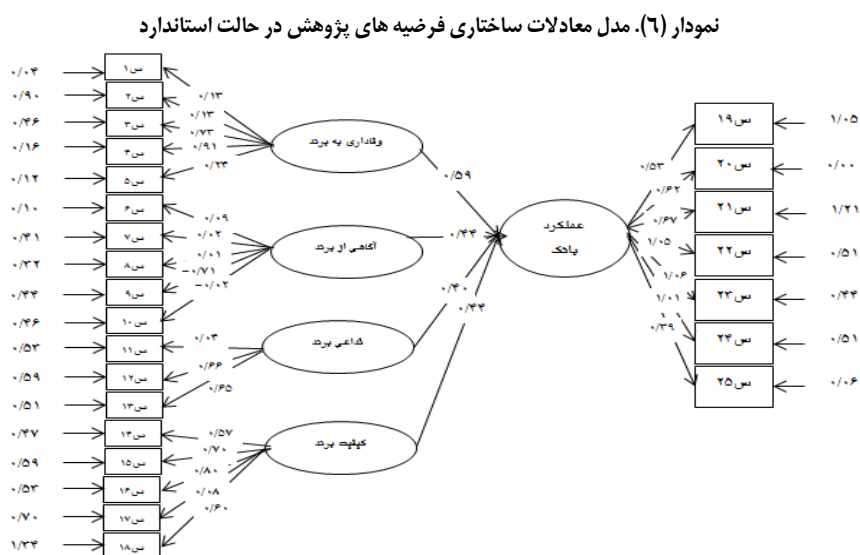 نمودار (٦). مدل معادلات ساختاری فرضیه های پژوهش در حالت استاندارد
۰/۰۴
۰/۹۰
۰/۴۶
۰/۱۶
۰/۱۲
۰/۱۰
۰/۴۱
۰/۳۲
۰/۴۴
۰/۴۶
۰/۵۳
۰/۵۹
۰/۵۱
۰/۴۷
۰/۵۹
۰/۵۳
۰/۷۰
۱/۳۴
س۱
س۲
س۳
س۴
س۵
س۶
س۷
س۸
س۹
س۱۰
س۱۱
س۱۲
س۱۳
س۱۴
س۱۵
س۱۶
س۱۷
س۱۸
۰/۱۳
۰/۱۳
۰/۷۳
۰/۹۱
۰/۲۴
۰/۰۹
۰/۰۲
۰/۰۱
-۰/۷۱
-۰/۰۲
۰/۰۴
۰/۶۶
۰/۶۵
۰/۵۷
۰/۷۰
۰/۸۰
۰/۰۸
۰/۶۰
وفاداری به برند
آگاهی از برند
تداعی برند
کیفیت برند
۰/۵۹
۰/۴۴
۰/۴۰
۰/۴۴
عملکرد
بانک
۰/۵۳
۰/۶۲
۰/۶۷
۱/۰۵
۱/۰۶
۱/۰۱
۰/۳۹
س۱۹
س۲۰
س۲۱
س۲۲
س۲۳
س۲۴
س۲۵
۱/۰۵
۰/۰۰
۱/۲۱
۰/۵۱
۰/۴۴
۰/۵۱
۰/۰۶